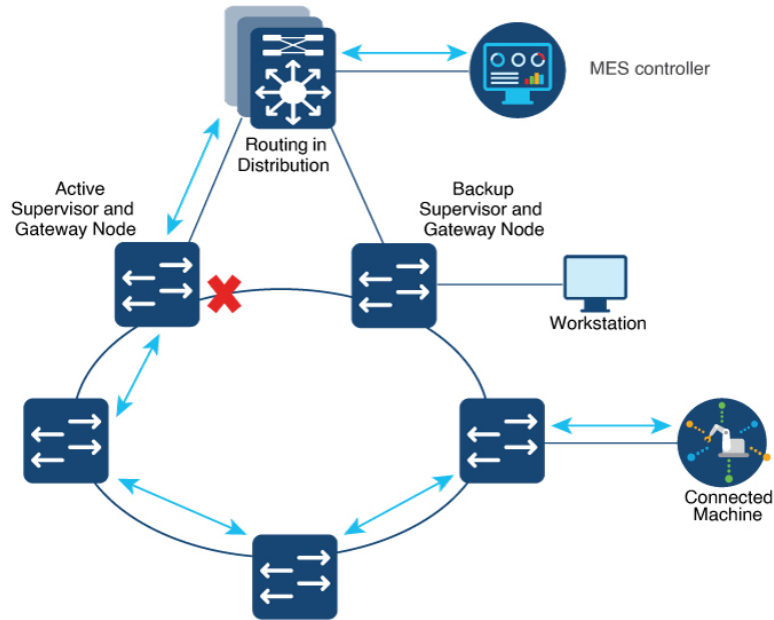 MES controller
Routing in
Distribution
Active
Supervisor and
Gateway Node
Backup
Supervisor and
Gateway Node
Workstation
Connected
Machine